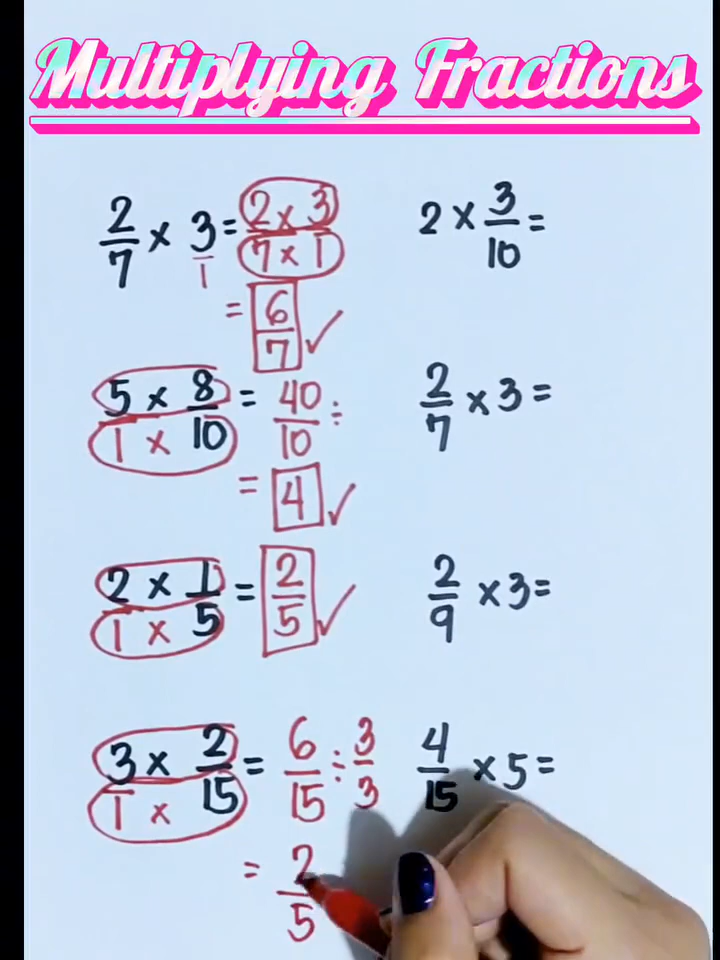 Multiplying Fractions
2/7 × 3/1 = (2 × 3)/(7 × 1)
= 6/7 ✓
2 × 3/10 =
5/1 × 8/10 = 40/10 ÷
= 4 ✓
2/7 × 3 =
2/1 × 1/5 = 2/5 ✓
2/9 × 3 =
3/1 × 2/15 = 6/15 ÷ 3/3
= 2/5
4/15 × 5 =